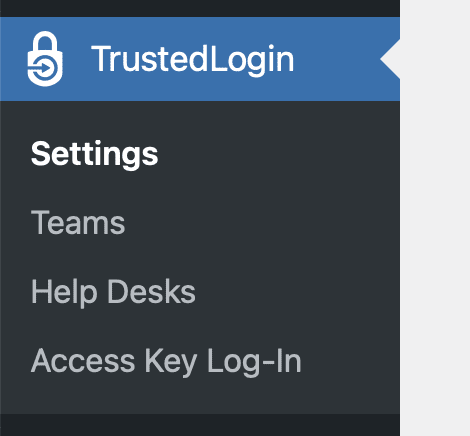 TrustedLogin
Settings
Teams
Help Desks
Access Key Log-In